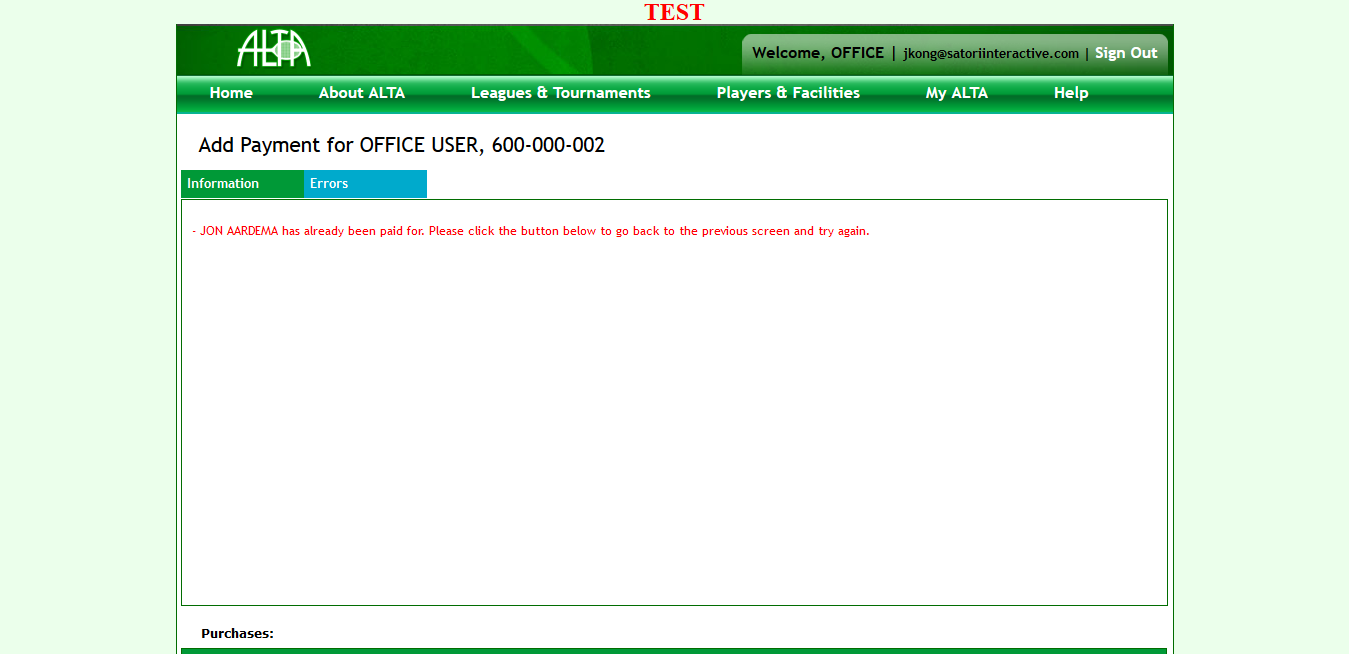 TEST
ALTA
Welcome, OFFICE | jkong@satoriinteractive.com | Sign Out
Home About ALTA Leagues & Tournaments Players & Facilities My ALTA Help
Add Payment for OFFICE USER, 600-000-002
Information Errors
- JON AARDEMA has already been paid for. Please click the button below to go back to the previous screen and try again.
Purchases: